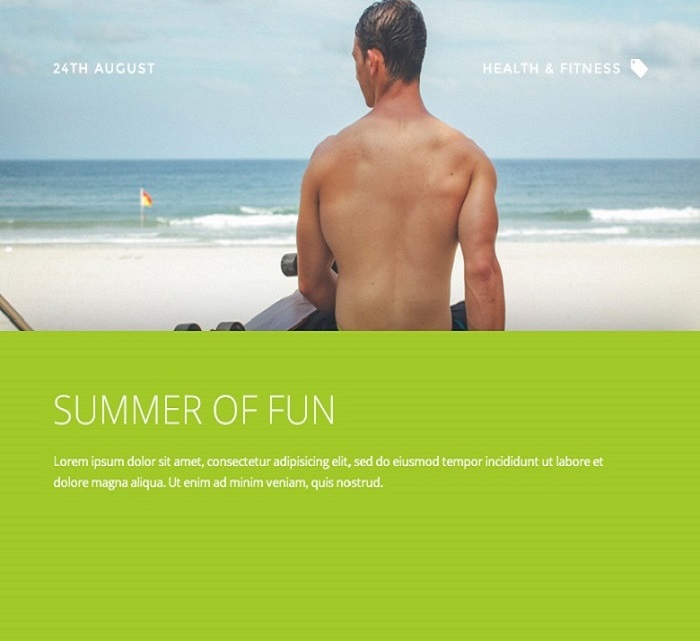 24TH AUGUST
HEALTH & FITNESS
SUMMER OF FUN
Lorem ipsum dolor sit amet, consectetur adipisicing elit, sed do eiusmod tempor incididunt ut labore et
dolore magna aliqua. Ut enim ad minim veniam, quis nostrud.